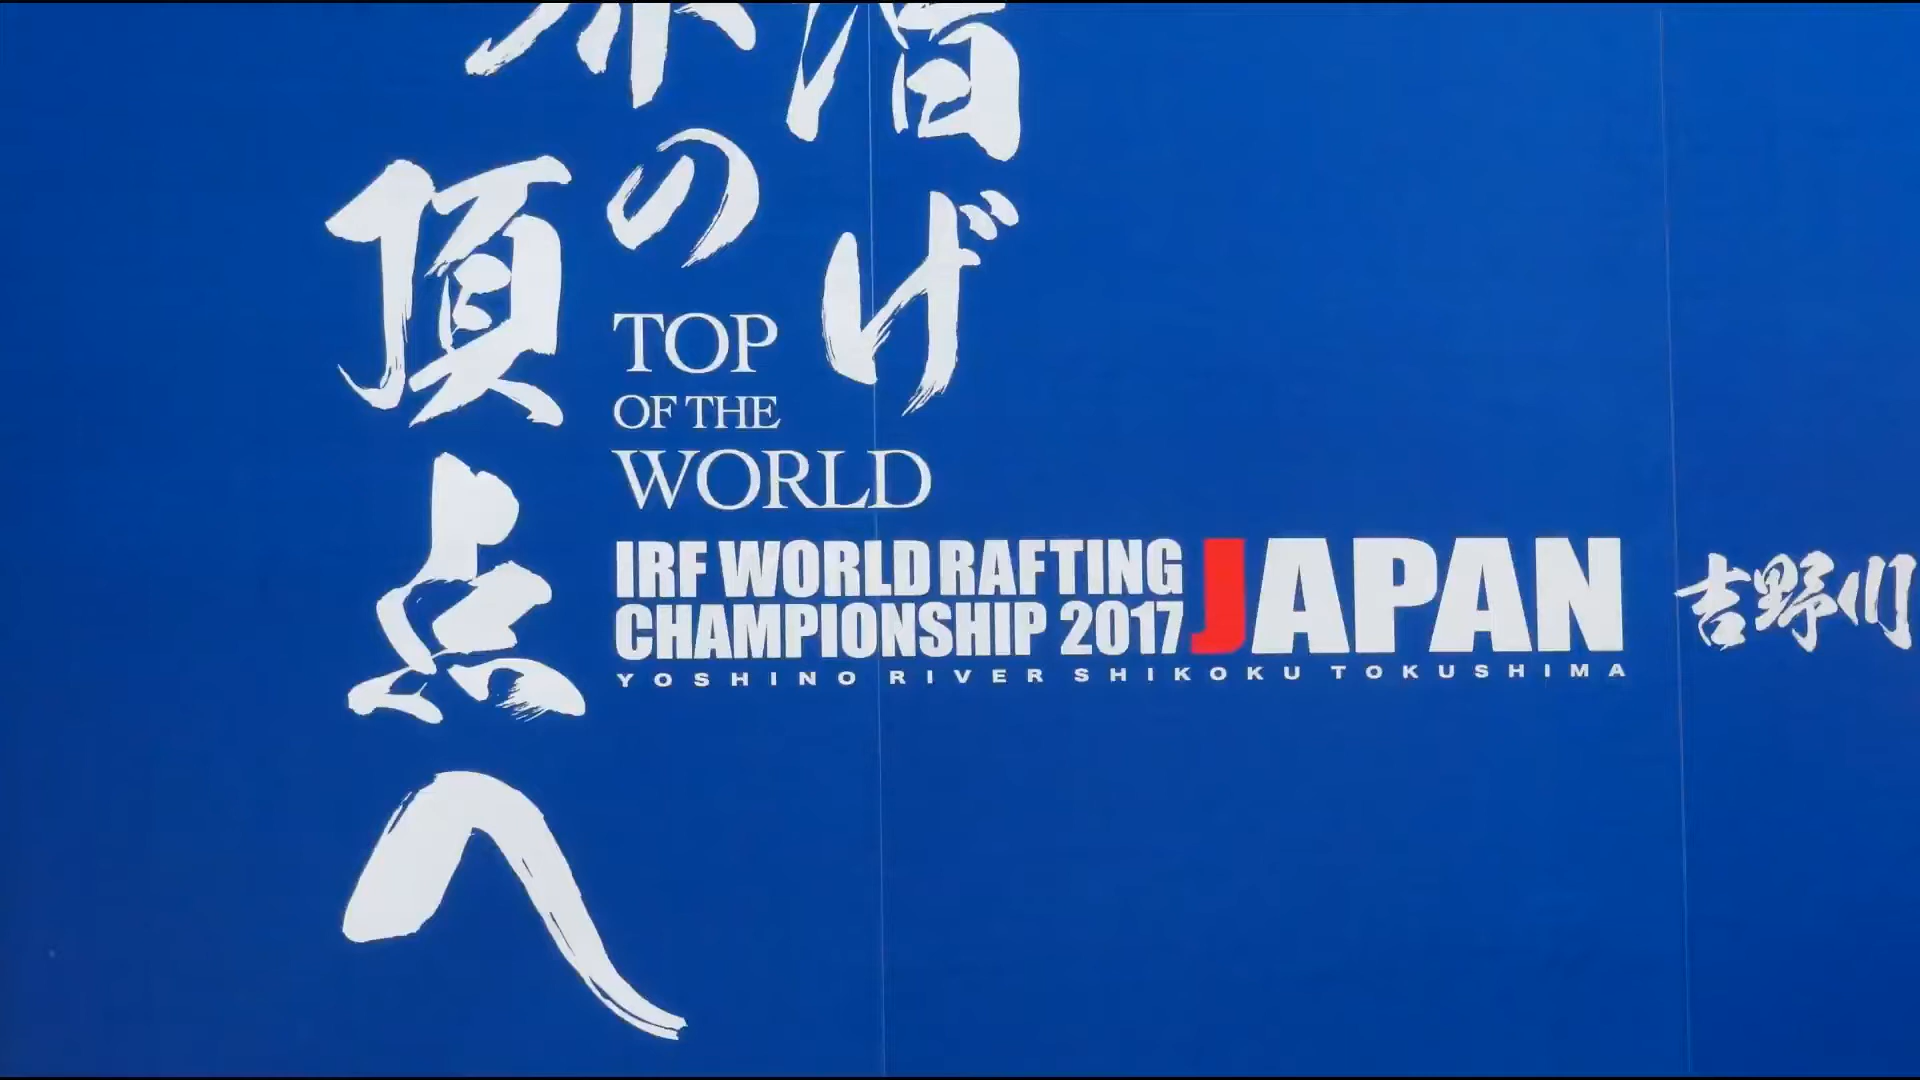 げ
の
頂点へ
TOP
OF THE
WORLD
IRF WORLD RAFTING
CHAMPIONSHIP 2017
JAPAN
YOSHINO RIVER SHIKOKU TOKUSHIMA
吉野川